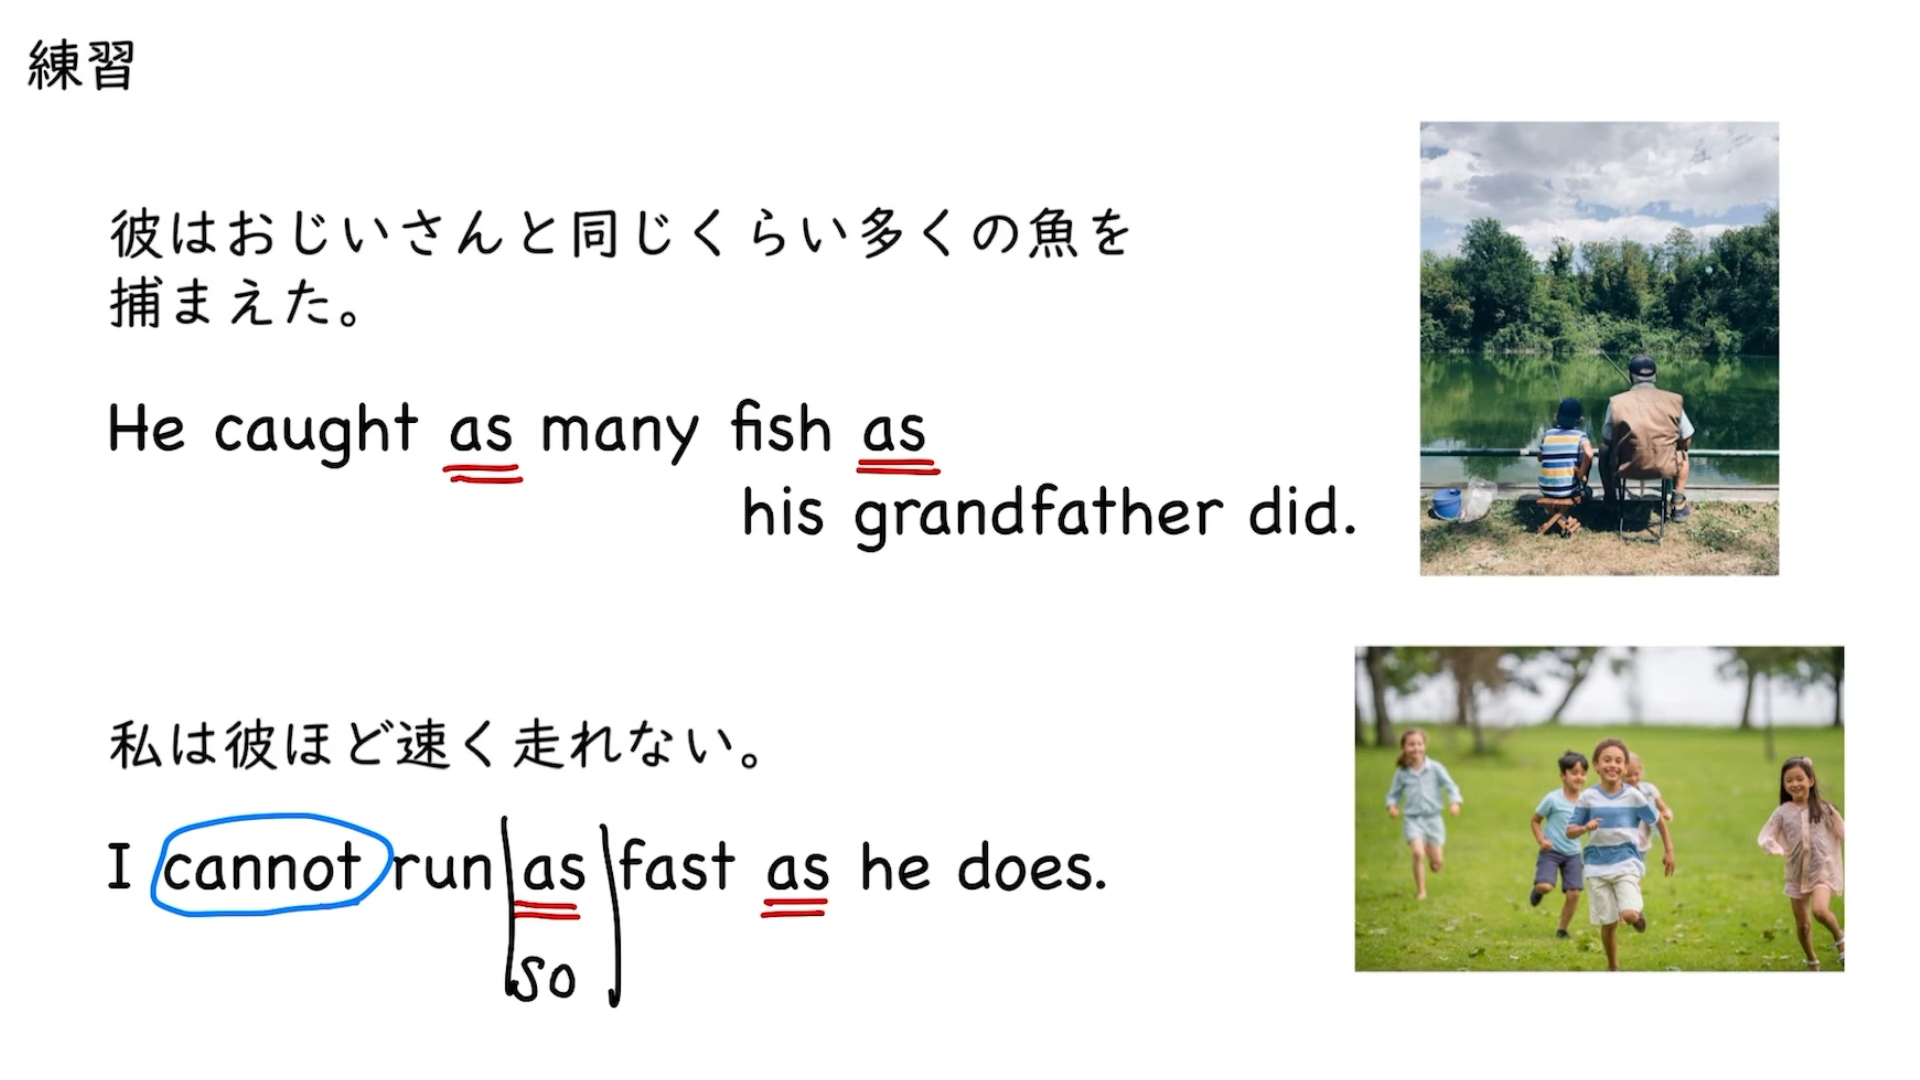 練習
彼はおじいさんと同じくらい多くの魚を
捕まえた。
He caught as many fish as
his grandfather did.
私は彼ほど速く走れない。
I cannot run as fast as he does.
so